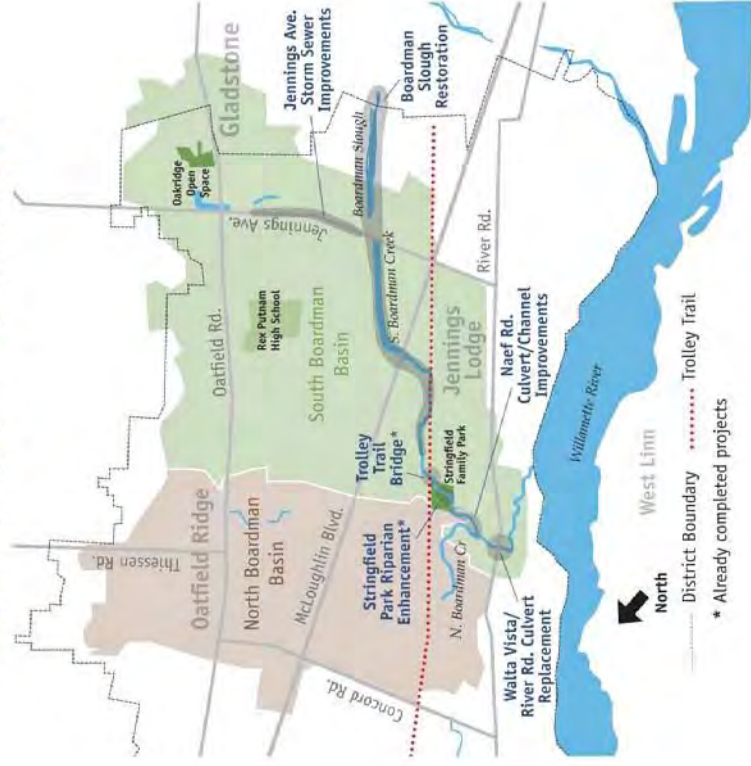 Gladstone
Oakridge
Open
Space
Jennings Ave.
Storm Sewer
Improvements
Boardman
Slough
Restoration
Jennings Ave.
Boardman Slough
Oatfield Rd.
Rex Putnam
High School
South Boardman
Basin
S. Boardman Creek
River Rd.
Jennings
Lodge
Naef Rd.
Culvert/Channel
Improvements
Trolley
Trail
Bridge*
Stringfield
Family Park
Thiessen Rd.
Oatfield Ridge
North Boardman
Basin
McLoughlin Blvd.
Stringfield
Park Riparian
Enhancement*
N. Boardman Cr
Concord Rd.
Walta Vista/
River Rd. Culvert
Replacement
Willamette River
West Linn
North
District Boundary
Trolley Trail
* Already completed projects